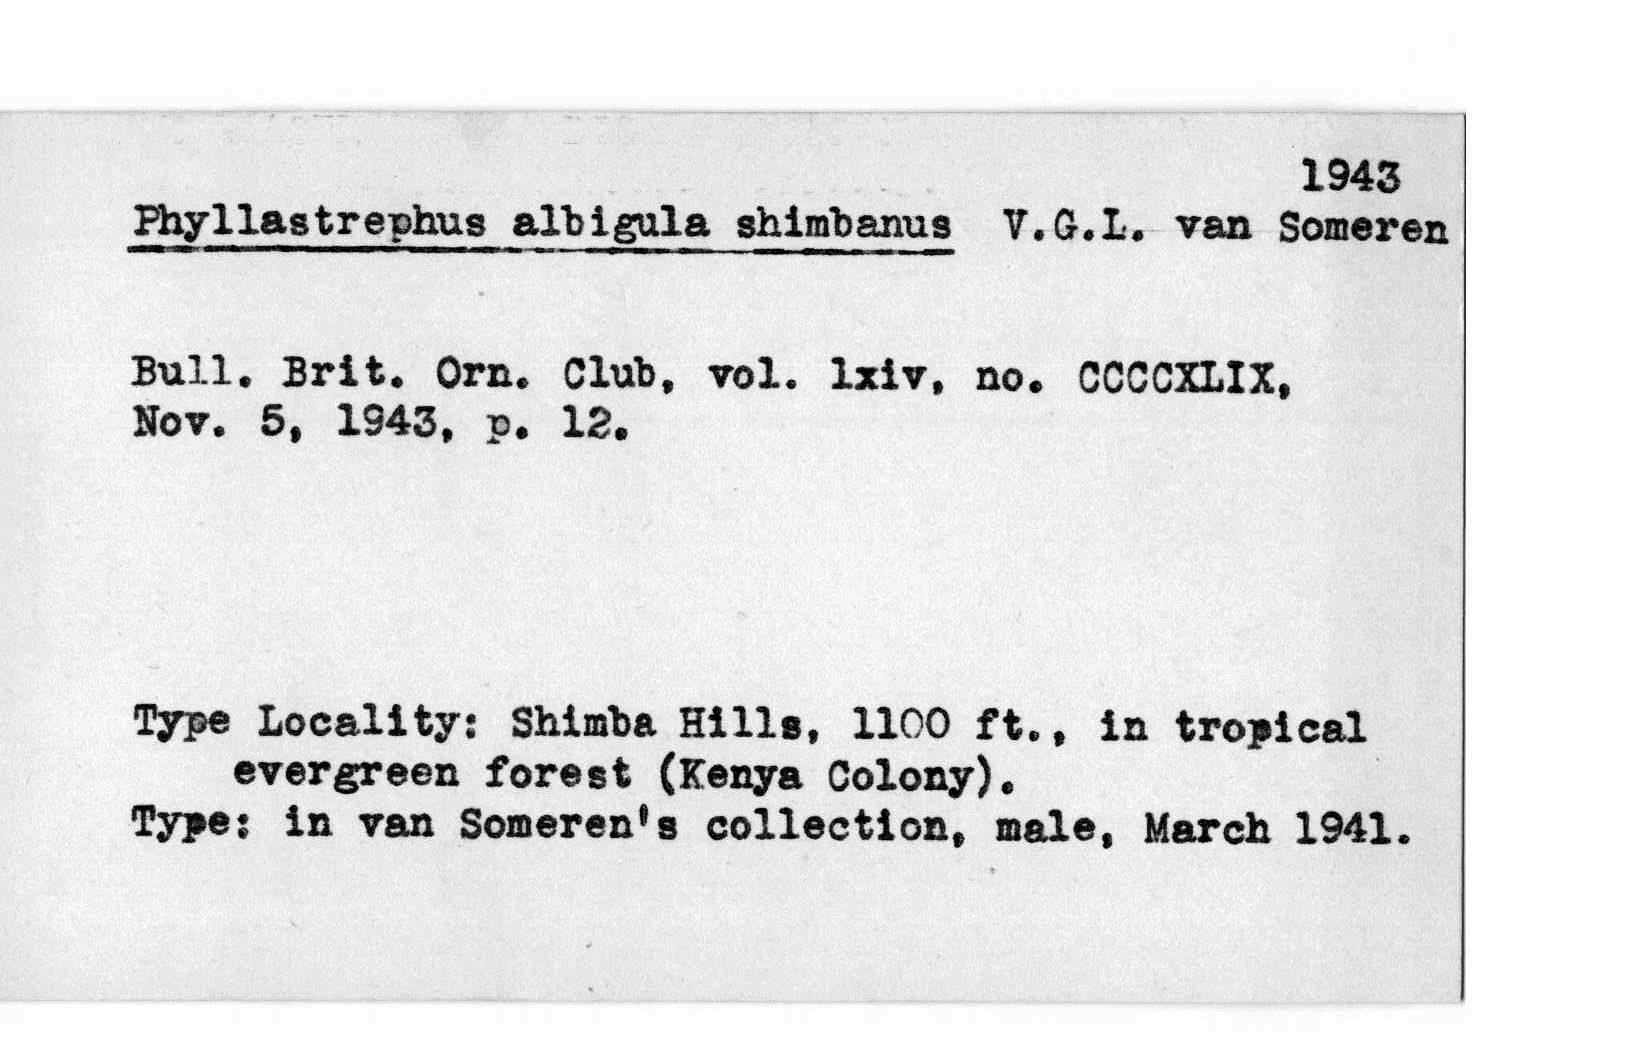 1943
Phyllastrephus albigula shimbanus V.G.L. van Someren
Bull. Brit. Orn. Club, vol. lxiv, no. CCCCXLIX,
Nov. 5, 1943, p. 12.
Type Locality: Shimba Hills, 1100 ft., in tropical
evergreen forest (Kenya Colony).
Type: in van Someren's collection, male, March 1941.